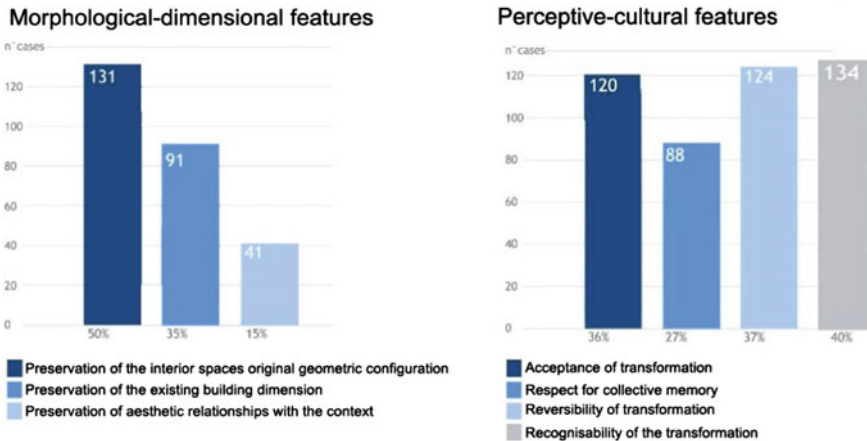 Morphological-dimensional features
n°cases
120
100
80
60
40
20
0
131
91
41
50% 35% 15%
Preservation of the interior spaces original geometric configuration
Preservation of the existing building dimension
Preservation of aesthetic relationships with the context
Perceptive-cultural features
n°cases
120
100
80
60
40
20
0
120
88
124
134
36% 27% 37% 40%
Acceptance of transformation
Respect for collective memory
Reversibility of transformation
Recognisability of the transformation